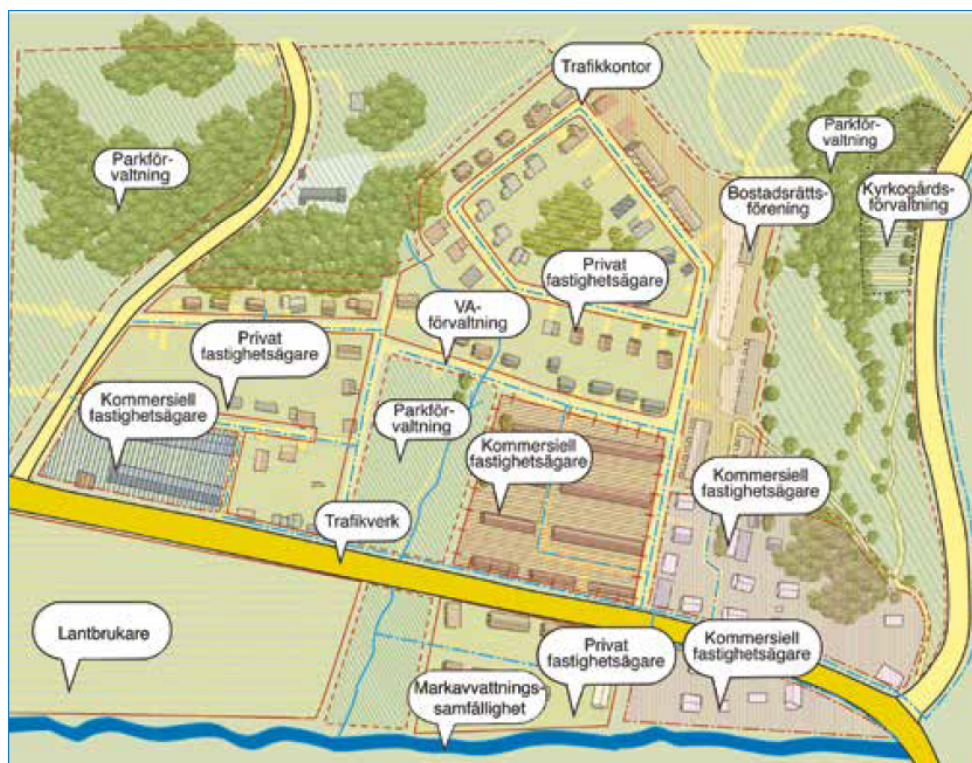 Trafikkontor
Parkför-
valtning
Parkför-
valtning
Bostadsrätts-
förening
Kyrkogårds-
förvaltning
Privat
fastighetsägare
VA-
förvaltning
Privat
fastighetsägare
Kommersiell
fastighetsägare
Parkför-
valtning
Kommersiell
fastighetsägare
Kommersiell
fastighetsägare
Trafikverk
Lantbrukare
Privat
fastighetsägare
Kommersiell
fastighetsägare
Markavvattnings-
samfällighet